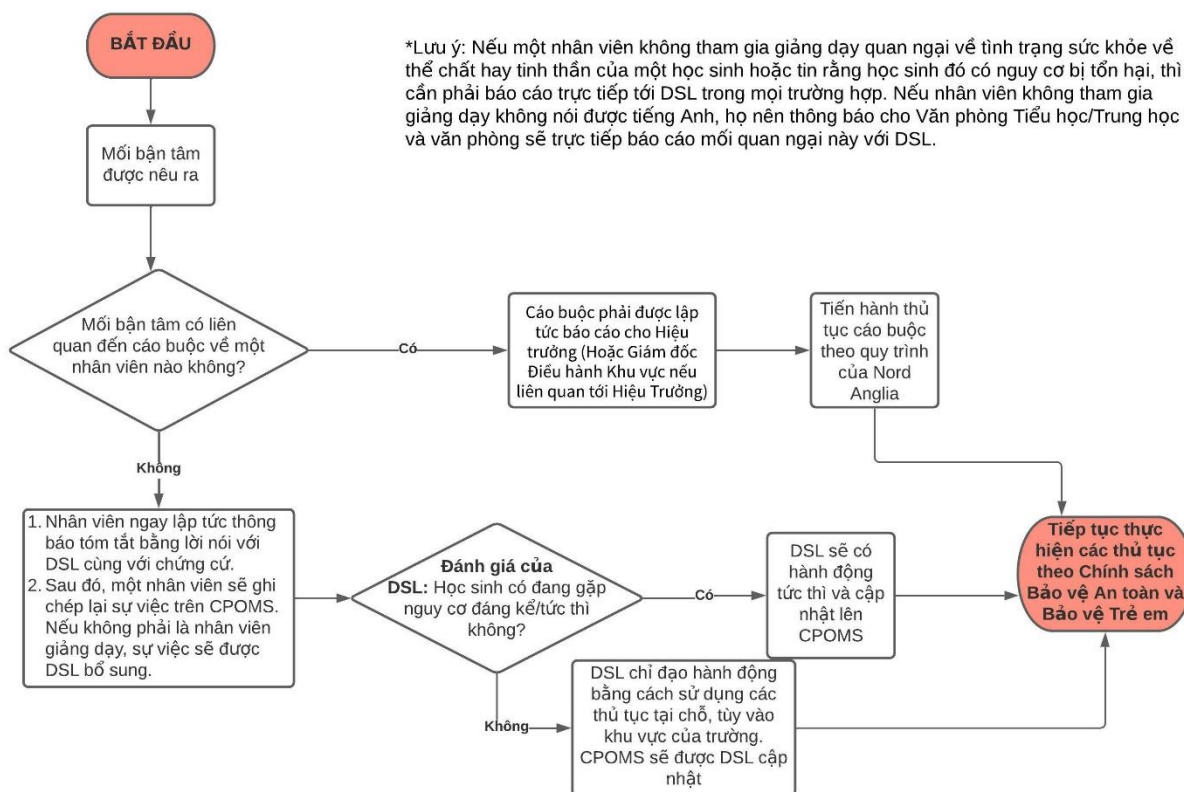 BẮT ĐẦU
*Lưu ý: Nếu một nhân viên không tham gia giảng dạy quan ngại về tình trạng sức khỏe về
thể chất hay tinh thần của một học sinh hoặc tin rằng học sinh đó có nguy cơ bị tổn hại, thì
cần phải báo cáo trực tiếp tới DSL trong mọi trường hợp. Nếu nhân viên không tham gia
giảng dạy không nói được tiếng Anh, họ nên thông báo cho Văn phòng Tiểu học/Trung học
và văn phòng sẽ trực tiếp báo cáo mối quan ngại này với DSL.
Mối bận tâm
được nêu ra
Mối bận tâm có liên
quan đến cáo buộc về một
nhân viên nào không?
Có
Cáo buộc phải được lập
tức báo cáo cho Hiệu
trưởng (Hoặc Giám đốc
Điều hành Khu vực nếu
liên quan tới Hiệu Trưởng)
Tiến hành thủ
tục cáo buộc
theo quy trình
của Nord
Anglia
Không
1. Nhân viên ngay lập tức thông
báo tóm tắt bằng lời nói với
DSL cùng với chứng cứ.
2. Sau đó, một nhân viên sẽ ghi
chép lại sự việc trên CPOMS.
Nếu không phải là nhân viên
giảng dạy, sự việc sẽ được
DSL bổ sung.
Đánh giá của
DSL: Học sinh có đang gặp
nguy cơ đáng kể/tức thì
không?
Có
DSL sẽ có
hành động
tức thì và cập
nhật lên
CPOMS
Tiếp tục thực
hiện các thủ tục
theo Chính sách
Bảo vệ An toàn và
Bảo vệ Trẻ em
Không
DSL chỉ đạo hành động
bằng cách sử dụng các
thủ tục tại chỗ, tùy vào
khu vực của trường.
CPOMS sẽ được DSL cập
nhật